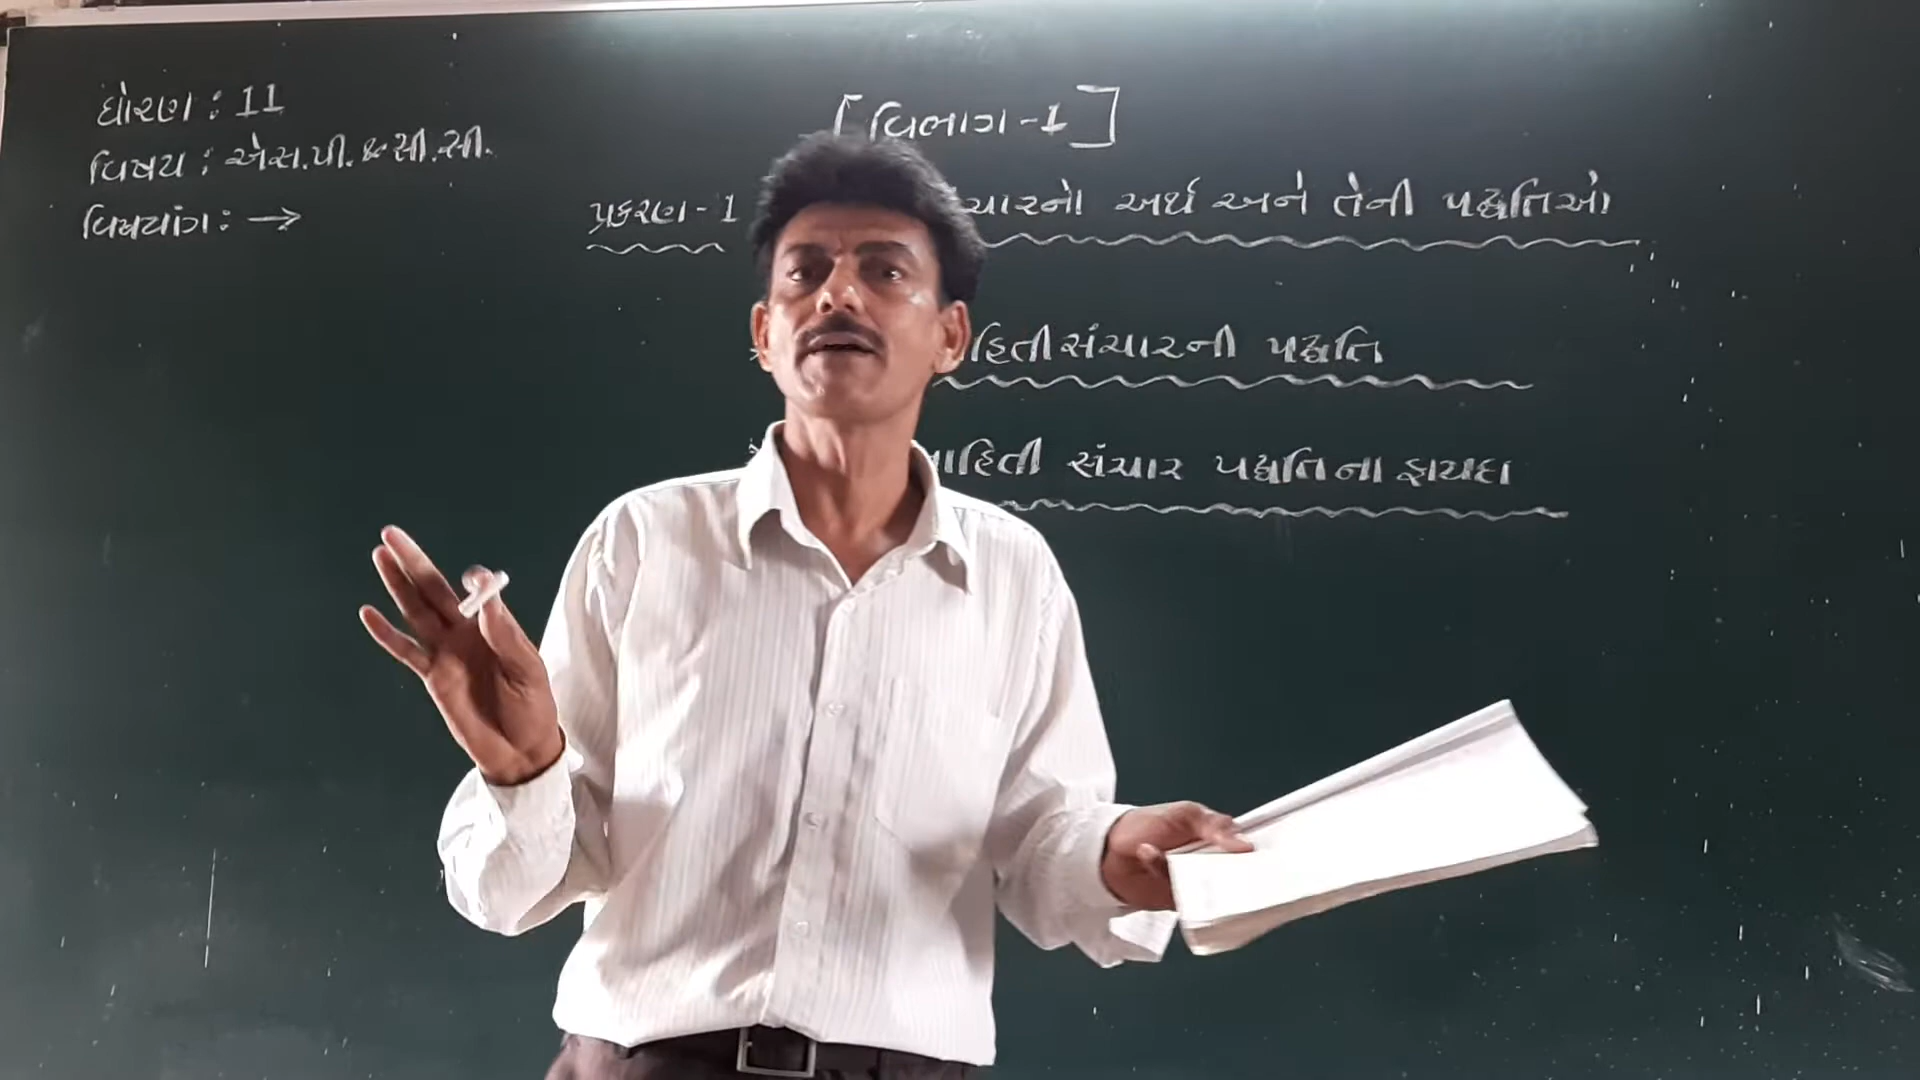 ધોરણ : 11
વિષય : એસ.પી. & સી.સી.
વિષયાંગ : →
[વિભાગ-1]
પ્રકરણ-1 ચારનો અર્થ અને તેની પદ્ધતિઓ
હિતીસંચારની પદ્ધતિ
માહિતી સંચાર પદ્ધતિના ફાયદા